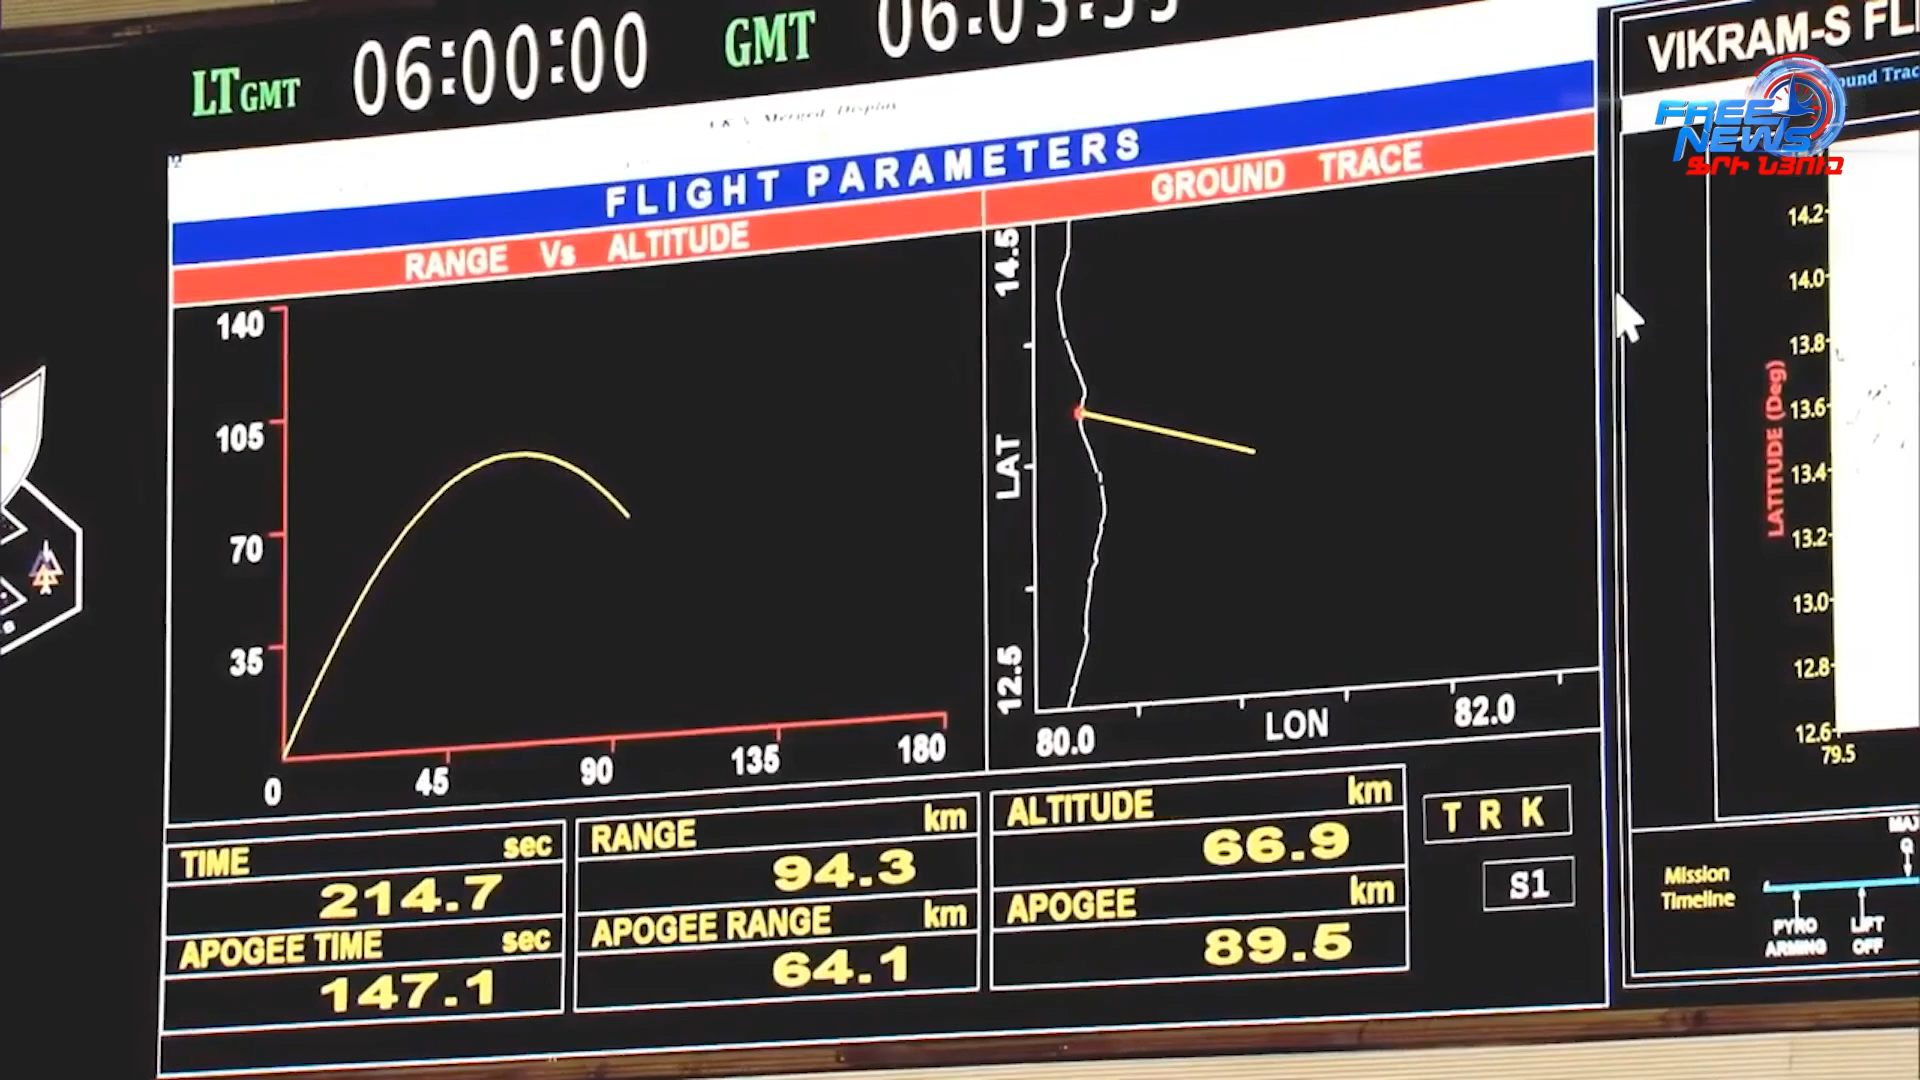 LT GMT 06:00:00 GMT
FLIGHT PARAMETERS
RANGE Vs ALTITUDE
GROUND TRACE
140
105
70
35
0
45
90
135
180
14.5
LAT
12.5
80.0
LON
82.0
TIME sec
214.7
APOGEE TIME sec
147.1
RANGE km
94.3
APOGEE RANGE km
64.1
ALTITUDE km
66.9
APOGEE km
89.5
TRK
S1
VIKRAM-S
FREE
NEWS
ՖՐԻ ՆՅՈՒԶ
14.2
14.0
13.8
13.6
13.4
13.2
13.0
12.8
12.6
79.5
LATITUDE (Deg)
Mission
Timeline
PYRO
ARMING
LIFT
OFF
MAX
Q